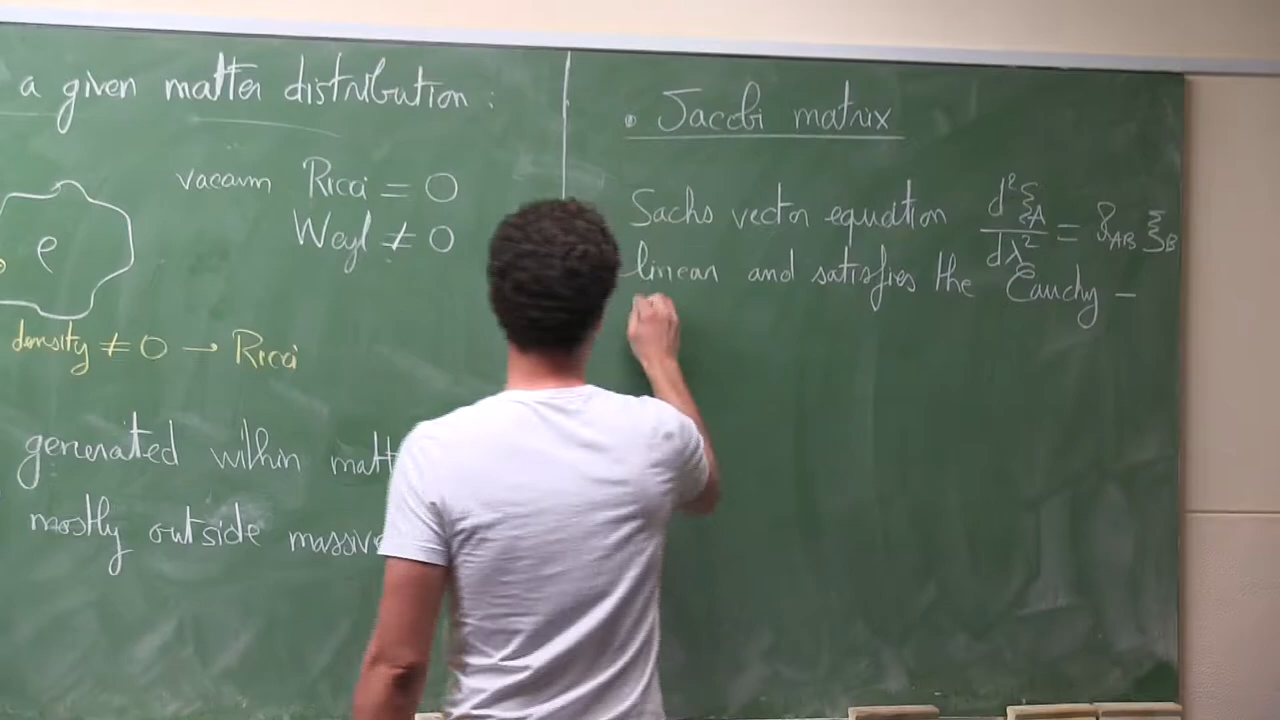 a given matter distribution :
vacuum Ricci = 0
Weyl ≠ 0
ρ
density ≠ 0 → Ricci
generated within
mostly outside massive
• Jacobi matrix
Sachs vector equation d²ξ_A/dλ² = R_AB ξ_B
linear and satisfies the Cauchy –